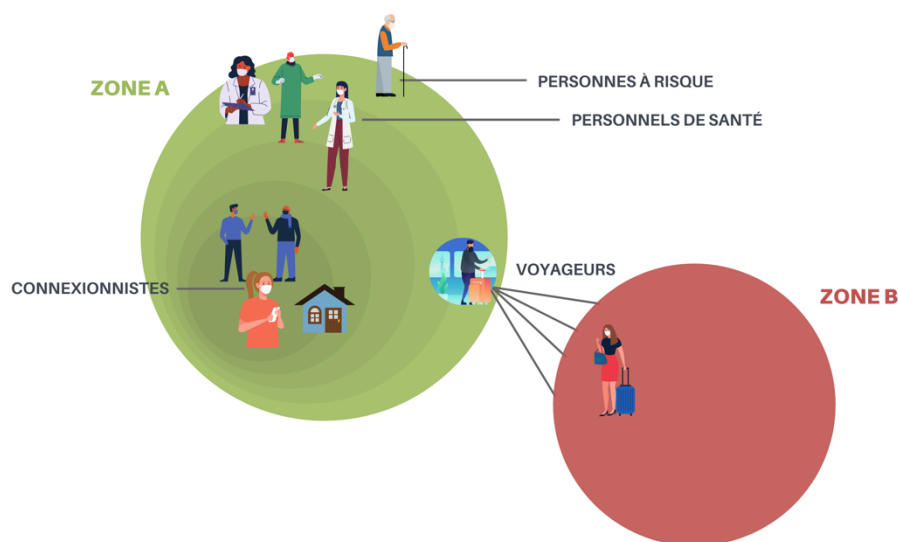 ZONE A
PERSONNES À RISQUE
PERSONNELS DE SANTÉ
VOYAGEURS
CONNEXIONNISTES
ZONE B